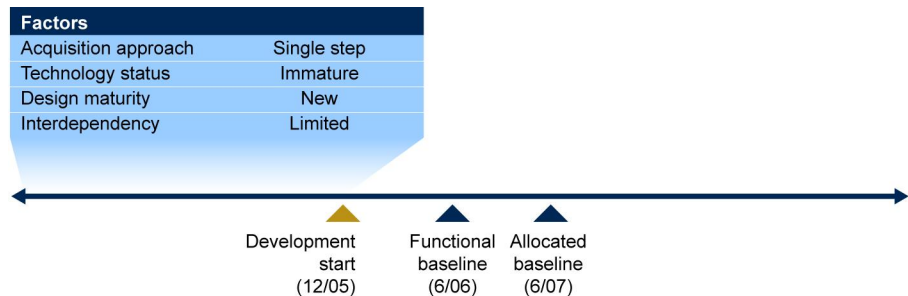 Factors
Acquisition approach Single step
Technology status Immature
Design maturity New
Interdependency Limited
Development Functional Allocated
start baseline baseline
(12/05) (6/06) (6/07)